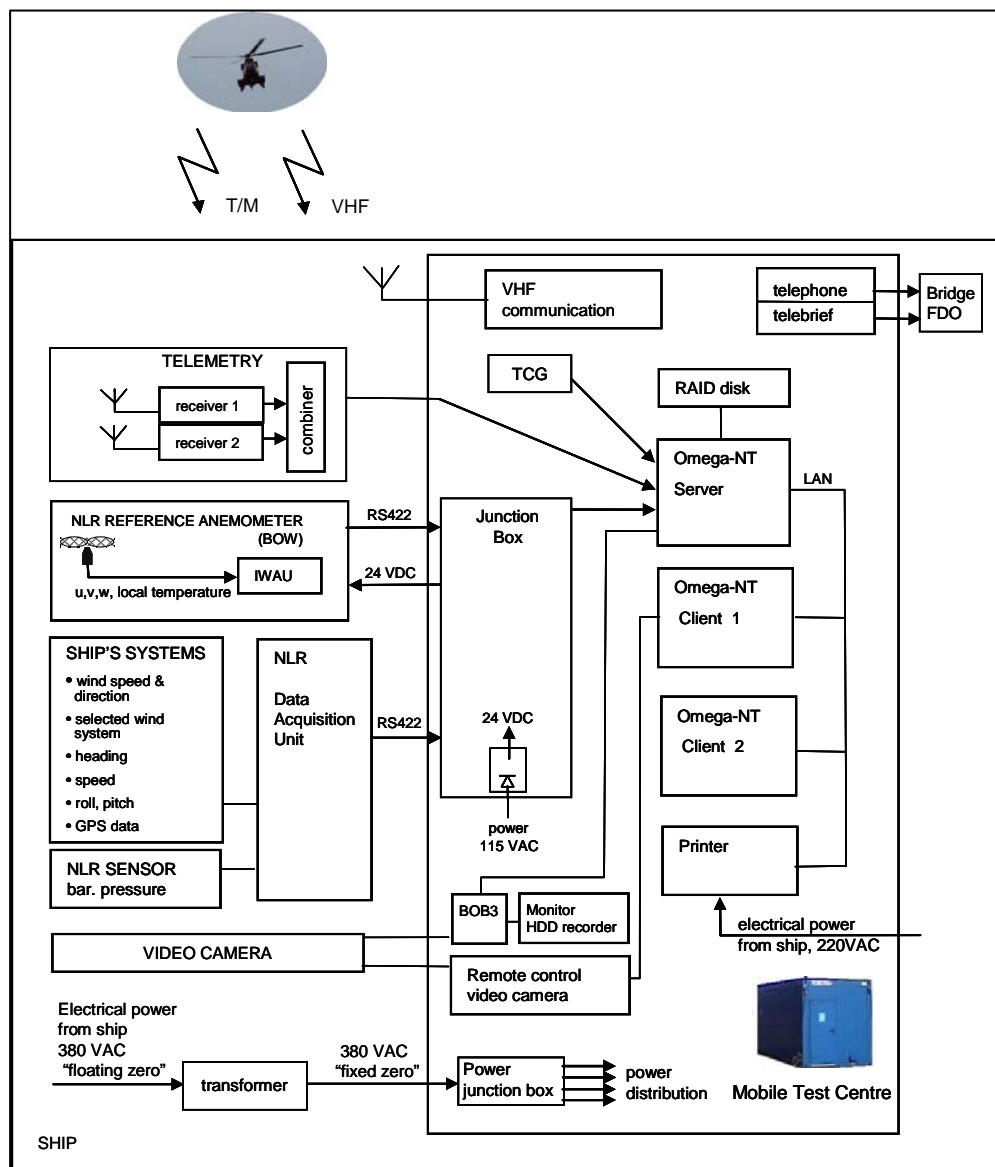 T/M
VHF
VHF
communication
telephone
telebrief
Bridge
FDO
TELEMETRY
receiver 1
receiver 2
combiner
TCG
RAID disk
Omega-NT
Server
LAN
NLR REFERENCE ANEMOMETER
(BOW)
IWAU
u,v,w, local temperature
RS422
24 VDC
Junction
Box
Omega-NT
Client 1
SHIP'S SYSTEMS
• wind speed &
direction
• selected wind
system
• heading
• speed
• roll, pitch
• GPS data
NLR
Data
Acquisition
Unit
RS422
24 VDC
power
115 VAC
Omega-NT
Client 2
Printer
NLR SENSOR
bar. pressure
BOB3
Monitor
HDD recorder
electrical power
from ship, 220VAC
VIDEO CAMERA
Remote control
video camera
Electrical power
from ship
380 VAC
“floating zero”
transformer
380 VAC
“fixed zero”
Power
junction box
power
distribution
Mobile Test Centre
SHIP